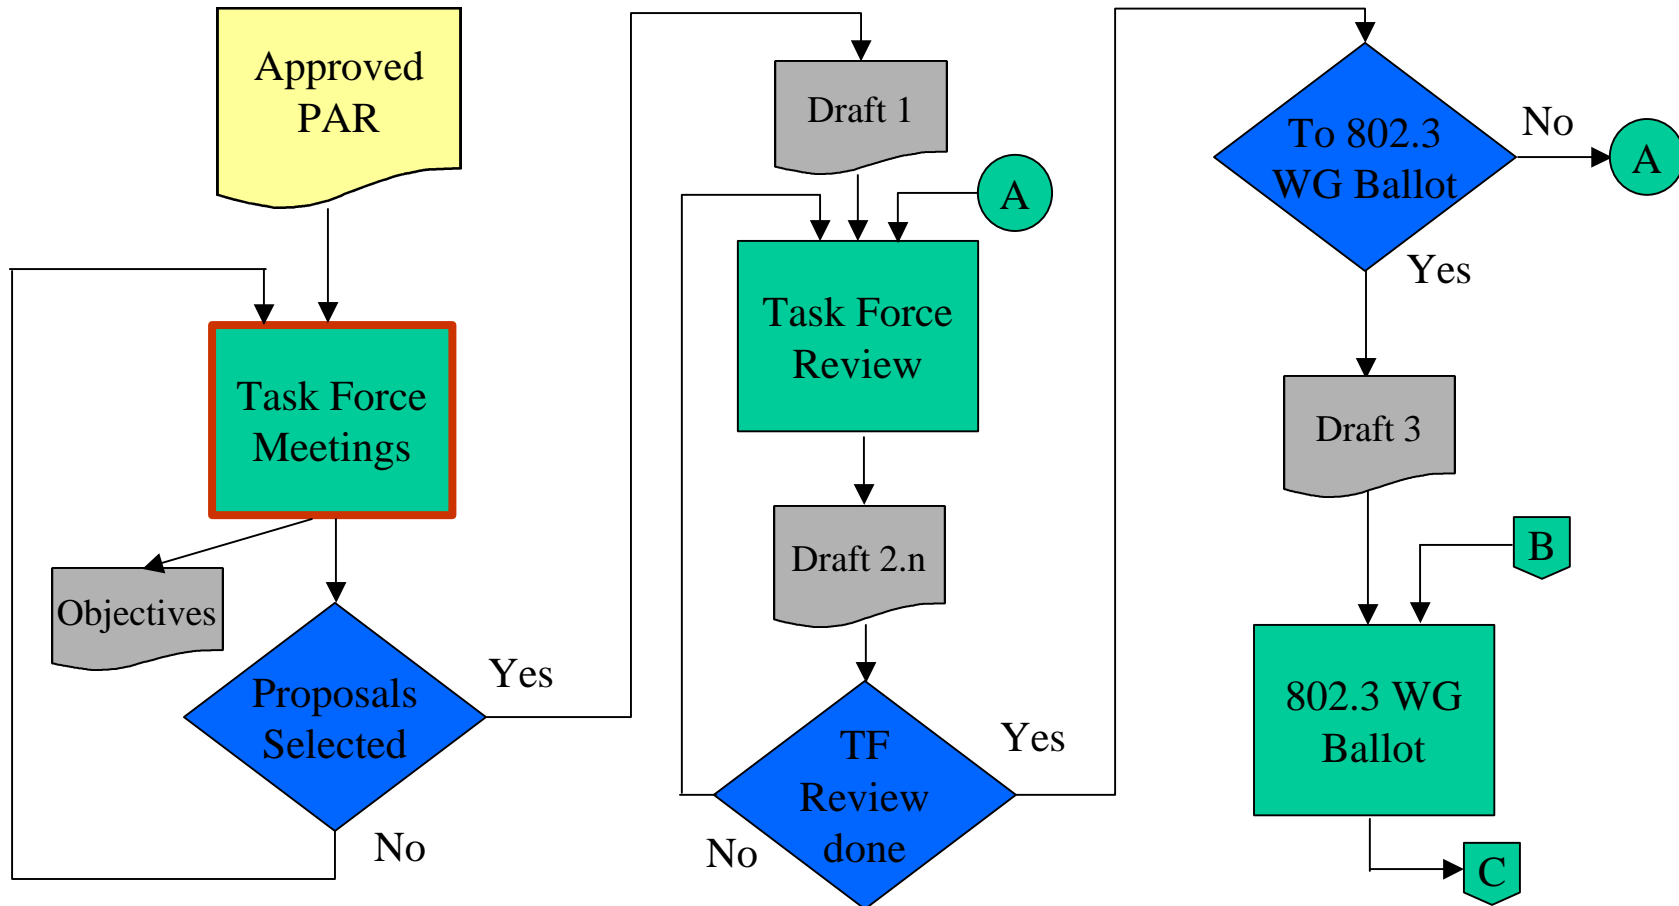 Approved
PAR
Task Force
Meetings
Objectives
Proposals
Selected
Yes
No
Draft 1
A
Task Force
Review
Draft 2.n
TF
Review
done
Yes
No
To 802.3
WG Ballot
No
A
Yes
Draft 3
B
802.3 WG
Ballot
C